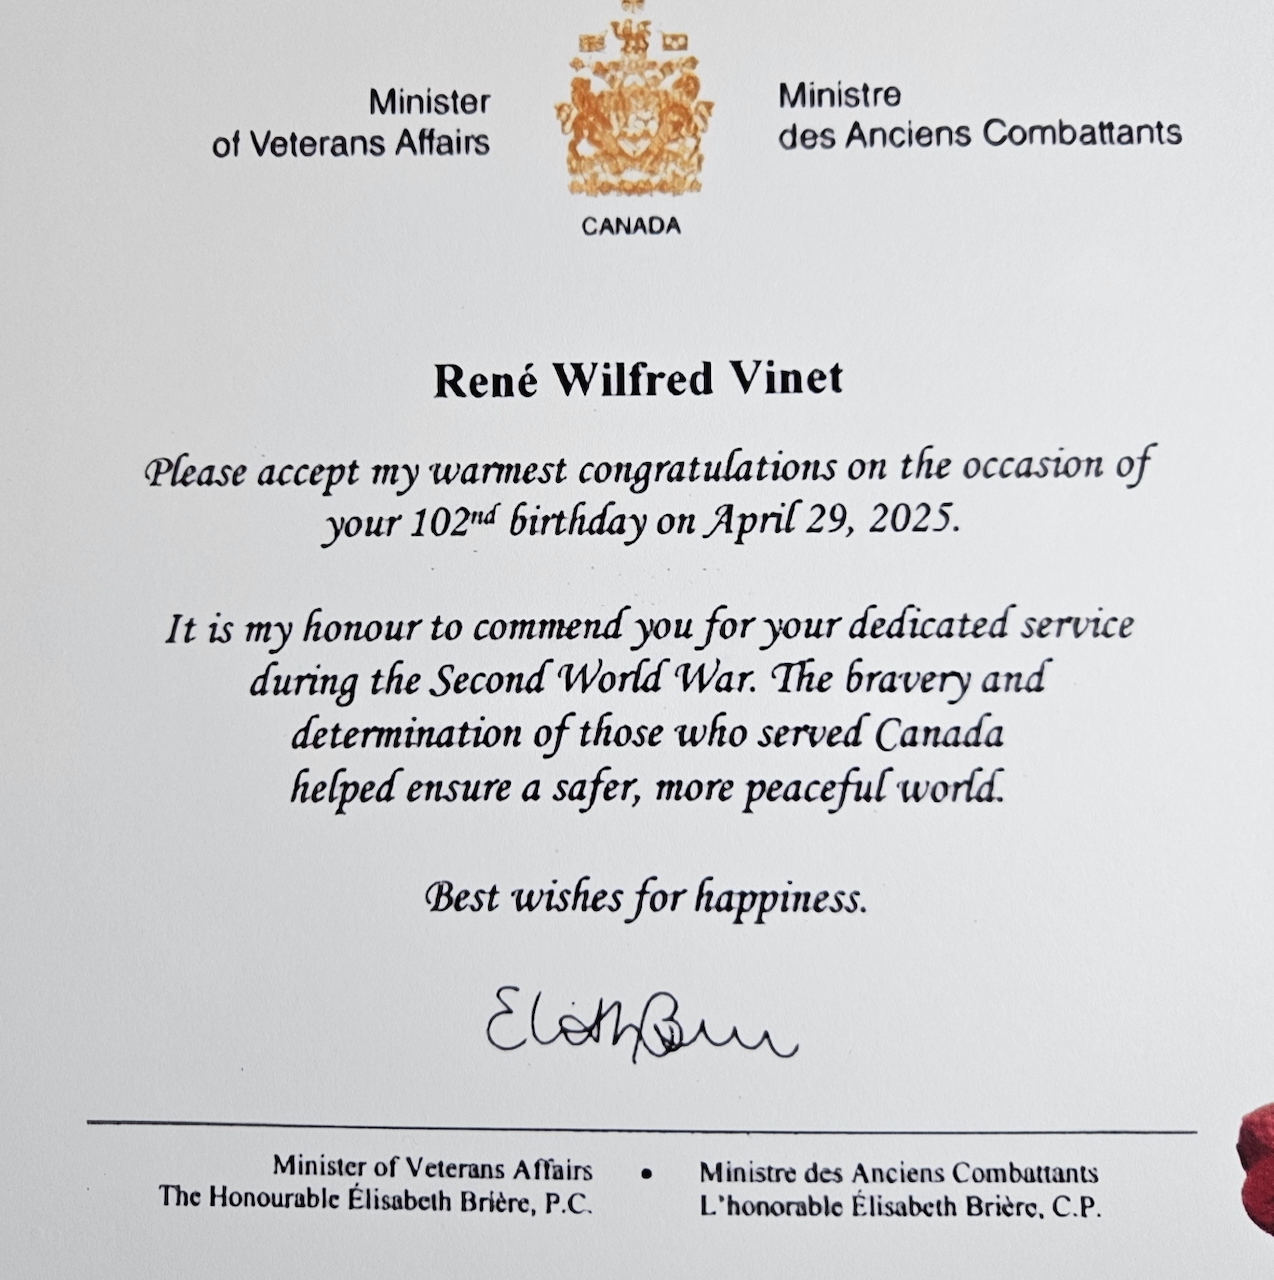 Minister
of Veterans Affairs
Ministre
des Anciens Combattants
CANADA
René Wilfred Vinet
Please accept my warmest congratulations on the occasion of
your 102nd birthday on April 29, 2025.
It is my honour to commend you for your dedicated service
during the Second World War. The bravery and
determination of those who served Canada
helped ensure a safer, more peaceful world.
Best wishes for happiness.
Minister of Veterans Affairs
The Honourable Élisabeth Brière, P.C.
•
Ministre des Anciens Combattants
L'honorable Élisabeth Brière, C.P.